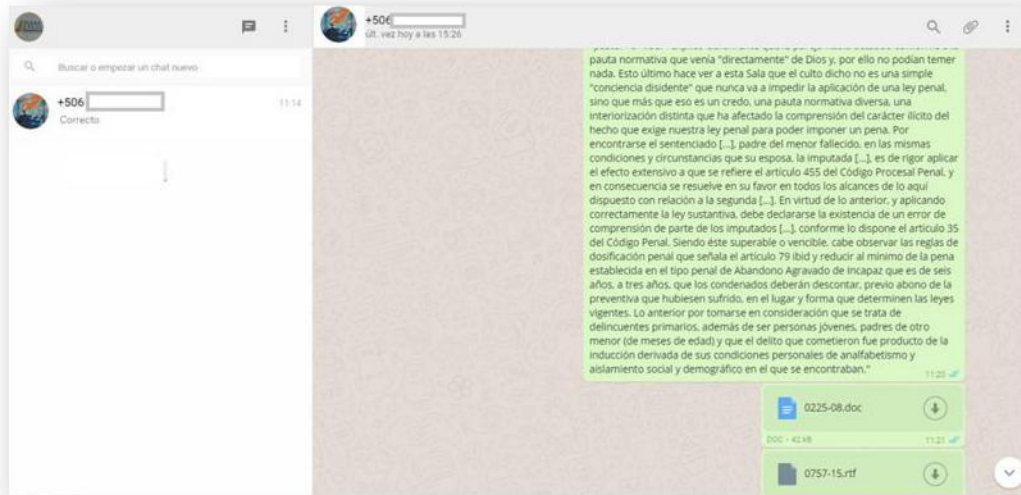 +506
últ. vez hoy a las 15:26
Buscar o empezar un chat nuevo
+506
11:14
Correcto
pauta normativa que venía "directamente" de Dios y, por ello no podían temer
nada. Esto último hace ver a esta Sala que el culto dicho no es una simple
"conciencia disidente" que nunca va a impedir la aplicación de una ley penal,
sino que más que eso es un credo, una pauta normativa diversa, una
interiorización distinta que ha afectado la comprensión del carácter ilícito del
hecho que exige nuestra ley penal para poder imponer un pena. Por
encontrarse el sentenciado [...], padre del menor fallecido, en las mismas
condiciones y circunstancias que su esposa, la imputada [...], es de rigor aplicar
el efecto extensivo a que se refiere el artículo 455 del Código Procesal Penal, y
en consecuencia se resuelve en su favor en todos los alcances de lo aquí
dispuesto con relación a la segunda [...]. En virtud de lo anterior, y aplicando
correctamente la ley sustantiva, debe declararse la existencia de un error de
comprensión de parte de los imputados [...], conforme lo dispone el artículo 35
del Código Penal. Siendo éste superable o vencible, cabe observar las reglas de
dosificación penal que señala el artículo 79 ibid y reducir al mínimo de la pena
establecida en el tipo penal de Abandono Agravado de Incapaz que es de seis
años, a tres años, que los condenados deberán descontar, previo abono de la
preventiva que hubiesen sufrido, en el lugar y forma que determinen las leyes
vigentes. Lo anterior por tomarse en consideración que se trata de
delincuentes primarios, además de ser personas jóvenes, padres de otro
menor (de meses de edad) y que el delito que cometieron fue producto de la
inducción derivada de sus condiciones personales de analfabetismo y
aislamiento social y demográfico en el que se encontraban."
11:20
0225-08.doc
DOC - 42 kB
11:21
0757-15.rtf